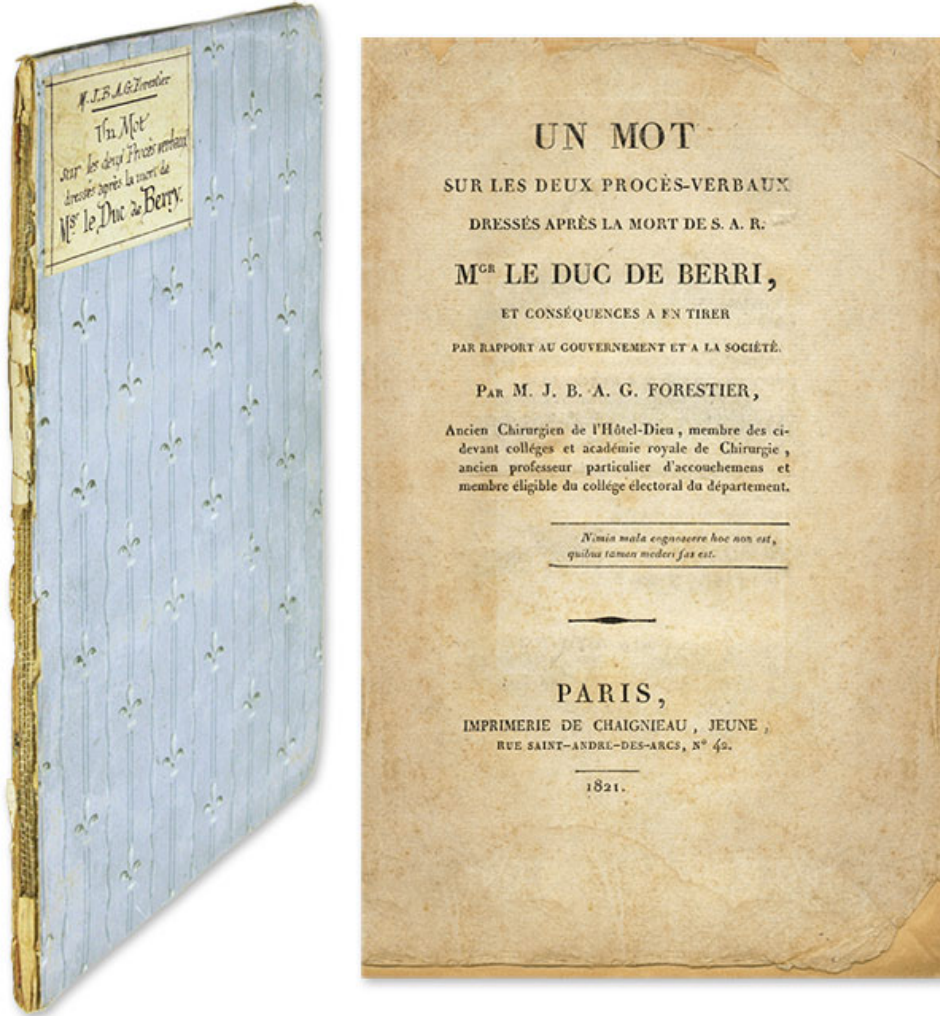 M. J. B. A. G. Forestier
Un Mot
sur les deux Procès verbaux
dressés après la mort de
Mgr le Duc de Berry.
UN MOT
SUR LES DEUX PROCÈS-VERBAUX
DRESSÉS APRÈS LA MORT DE S. A. R.
MGR LE DUC DE BERRI,
ET CONSÉQUENCES A EN TIRER
PAR RAPPORT AU GOUVERNEMENT ET A LA SOCIÉTÉ.
PAR M. J. B. A. G. FORESTIER,
Ancien Chirurgien de l'Hôtel-Dieu, membre des ci-
devant colléges et académie royale de Chirurgie,
ancien professeur particulier d'accouchemens et
membre éligible du collége électoral du département.
Nimia mala cognoscere hoc non est,
quibus tamen mederi fas est.
PARIS,
IMPRIMERIE DE CHAIGNIEAU, JEUNE,
RUE SAINT-ANDRÉ-DES-ARCS, N° 42.
1821.